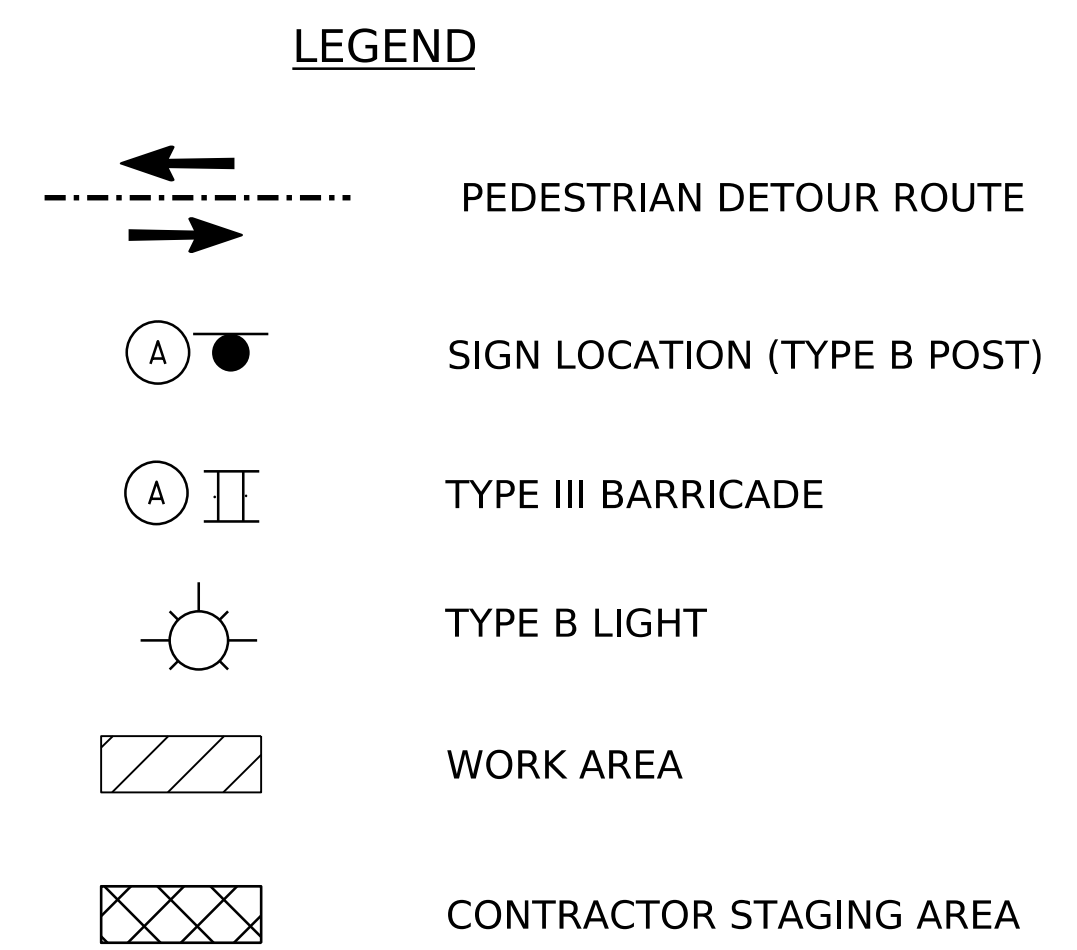 LEGEND
PEDESTRIAN DETOUR ROUTE
A SIGN LOCATION (TYPE B POST)
A TYPE III BARRICADE
TYPE B LIGHT
WORK AREA
CONTRACTOR STAGING AREA